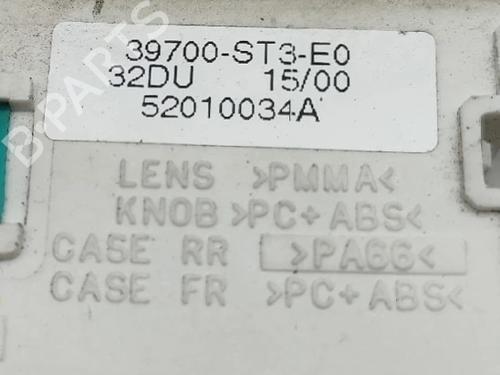 39700-ST3-E0
32DU 15/00
52010034A
LENS >PMMA<
KNOB >PC+ABS<
CASE RR >PA66<
CASE FR >PC+ABS<
B-Parts